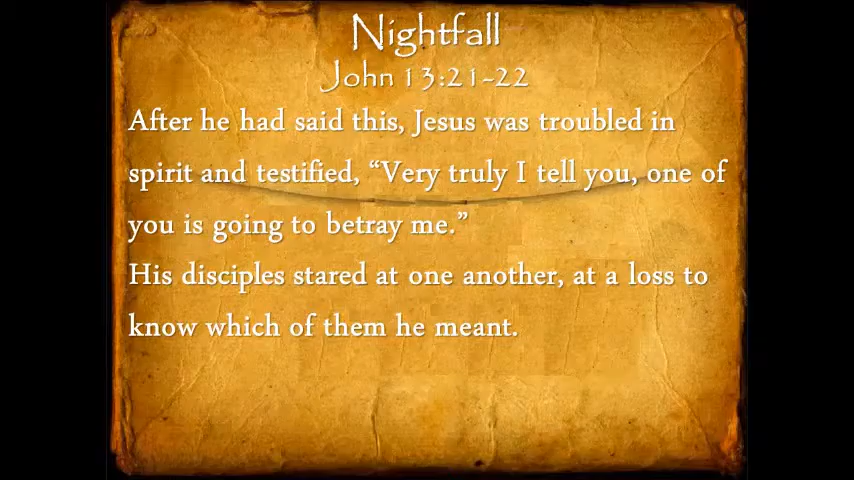 Nightfall
John 13:21-22
After he had said this, Jesus was troubled in
spirit and testified, “Very truly I tell you, one of
you is going to betray me.”
His disciples stared at one another, at a loss to
know which of them he meant.